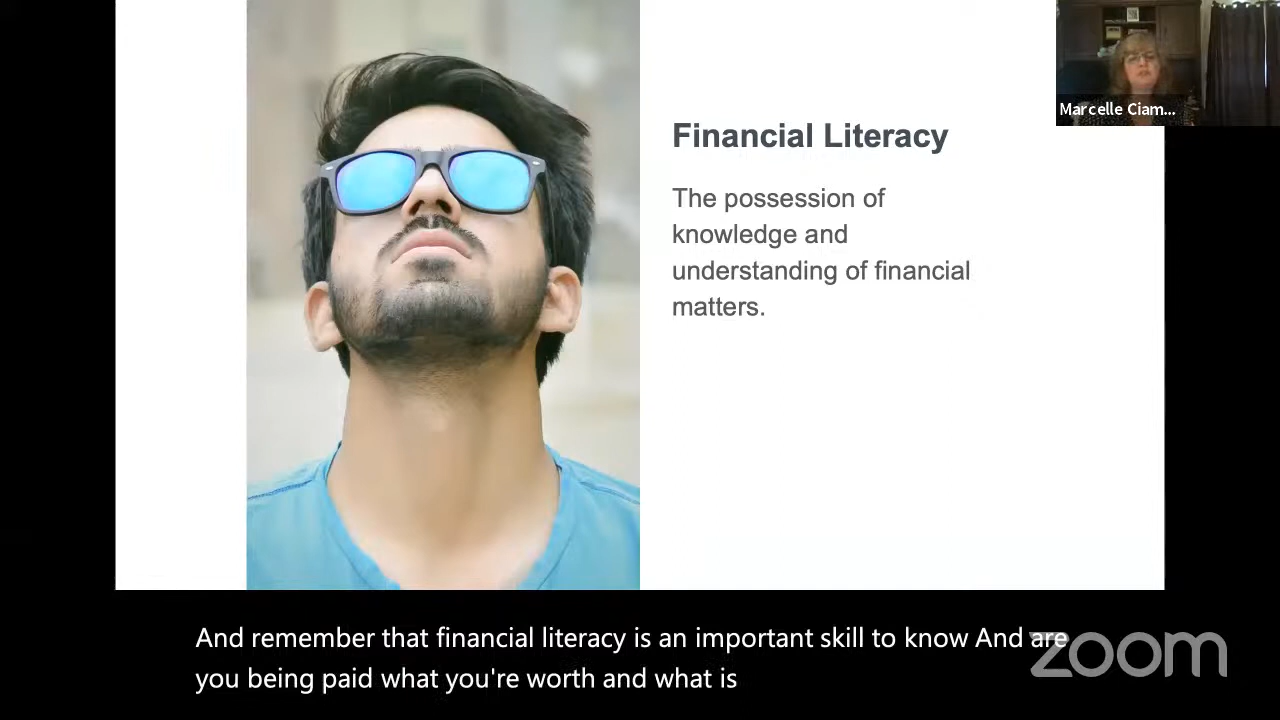 Marcelle Ciam...
Financial Literacy
The possession of
knowledge and
understanding of financial
matters.
And remember that financial literacy is an important skill to know And are
you being paid what you're worth and what is
zoom